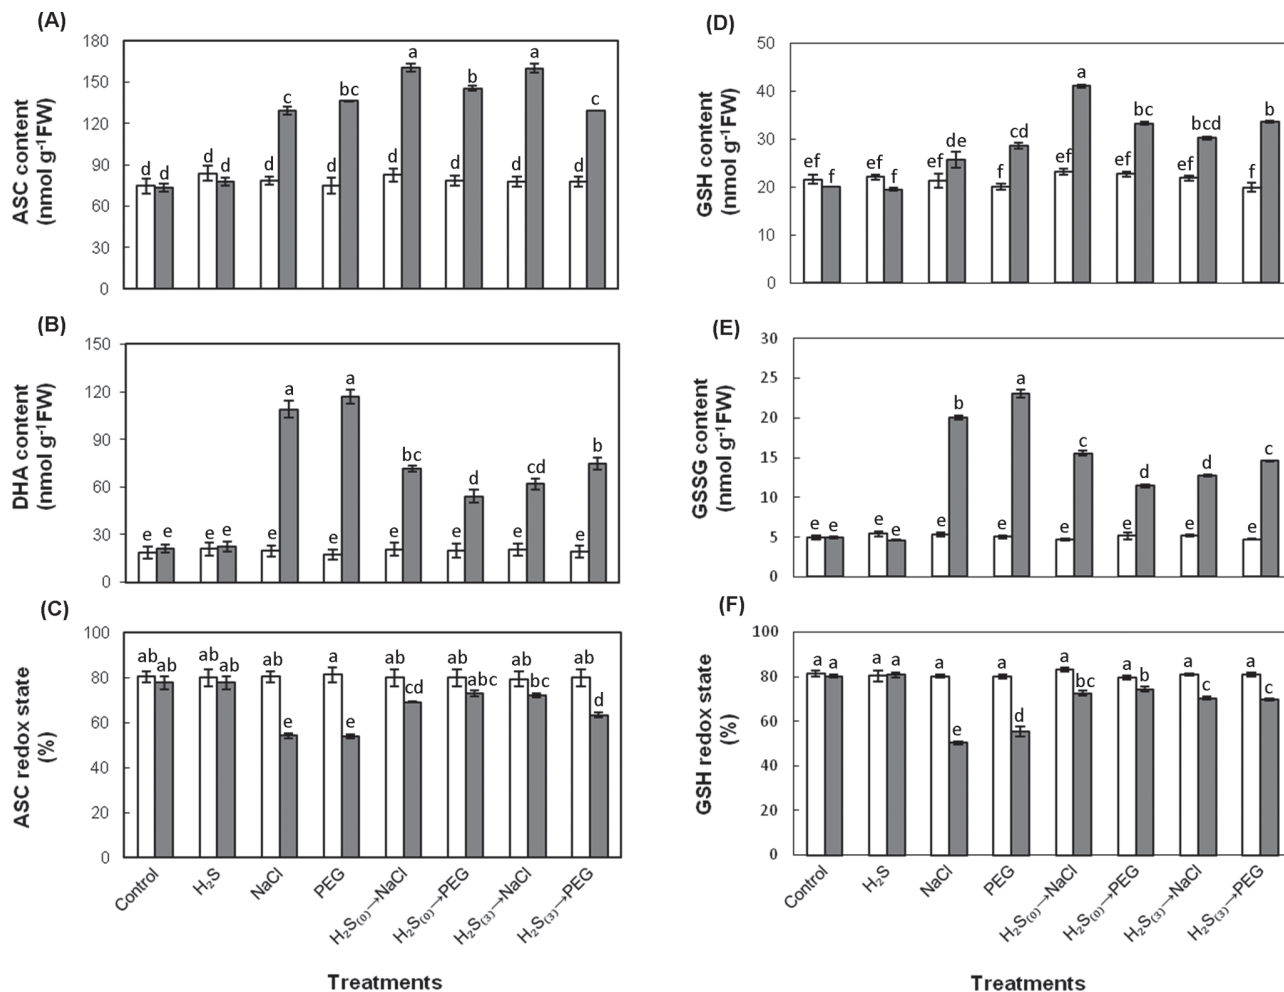 (A)
ASC content
(nmol g-1FW)
180
150
120
90
60
30
0
d d d d d c d bc d a d b d a d c
(B)
DHA content
(nmol g-1FW)
150
120
90
60
30
0
e e e e e a e a e bc e d e cd e b
(C)
ASC redox state
(%)
100
80
60
40
20
0
ab ab ab ab ab e a e ab cd ab abc ab bc ab d
Control
H2S
NaCl
PEG
H2S(0)→NaCl
H2S(0)→PEG
H2S(3)→NaCl
H2S(3)→PEG
Treatments
(D)
GSH content
(nmol g-1FW)
50
40
30
20
10
0
ef f ef f ef de f cd ef a ef bc ef bcd f b
(E)
GSSG content
(nmol g-1FW)
30
25
20
15
10
5
0
e e e e e b e a e c e d e d e c
(F)
GSH redox state
(%)
100
80
60
40
20
0
a a a a a e a d a bc a b a c a c
Control
H2S
NaCl
PEG
H2S(0)→NaCl
H2S(0)→PEG
H2S(3)→NaCl
H2S(3)→PEG
Treatments